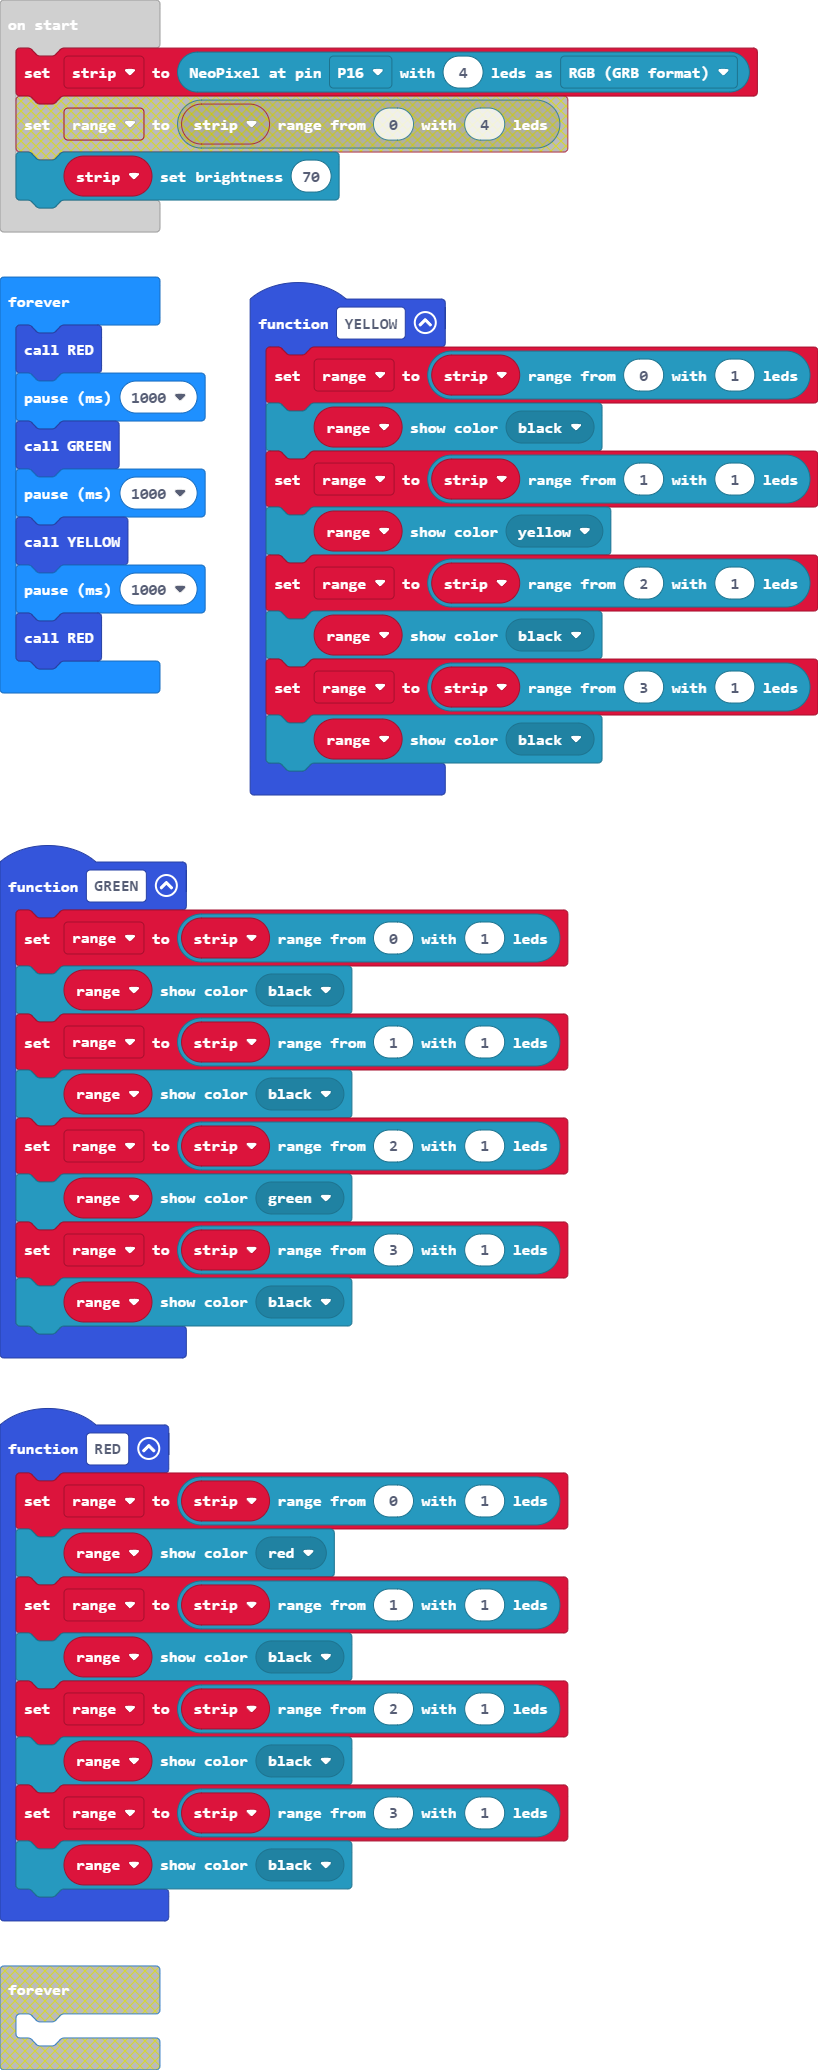 on start
set strip to NeoPixel at pin P16 with 4 leds as RGB (GRB format)
set range to strip range from 0 with 4 leds
strip set brightness 70
forever
call RED
pause (ms) 1000
call GREEN
pause (ms) 1000
call YELLOW
pause (ms) 1000
call RED
function YELLOW
set range to strip range from 0 with 1 leds
range show color black
set range to strip range from 1 with 1 leds
range show color yellow
set range to strip range from 2 with 1 leds
range show color black
set range to strip range from 3 with 1 leds
range show color black
function GREEN
set range to strip range from 0 with 1 leds
range show color black
set range to strip range from 1 with 1 leds
range show color black
set range to strip range from 2 with 1 leds
range show color green
set range to strip range from 3 with 1 leds
range show color black
function RED
set range to strip range from 0 with 1 leds
range show color red
set range to strip range from 1 with 1 leds
range show color black
set range to strip range from 2 with 1 leds
range show color black
set range to strip range from 3 with 1 leds
range show color black
forever